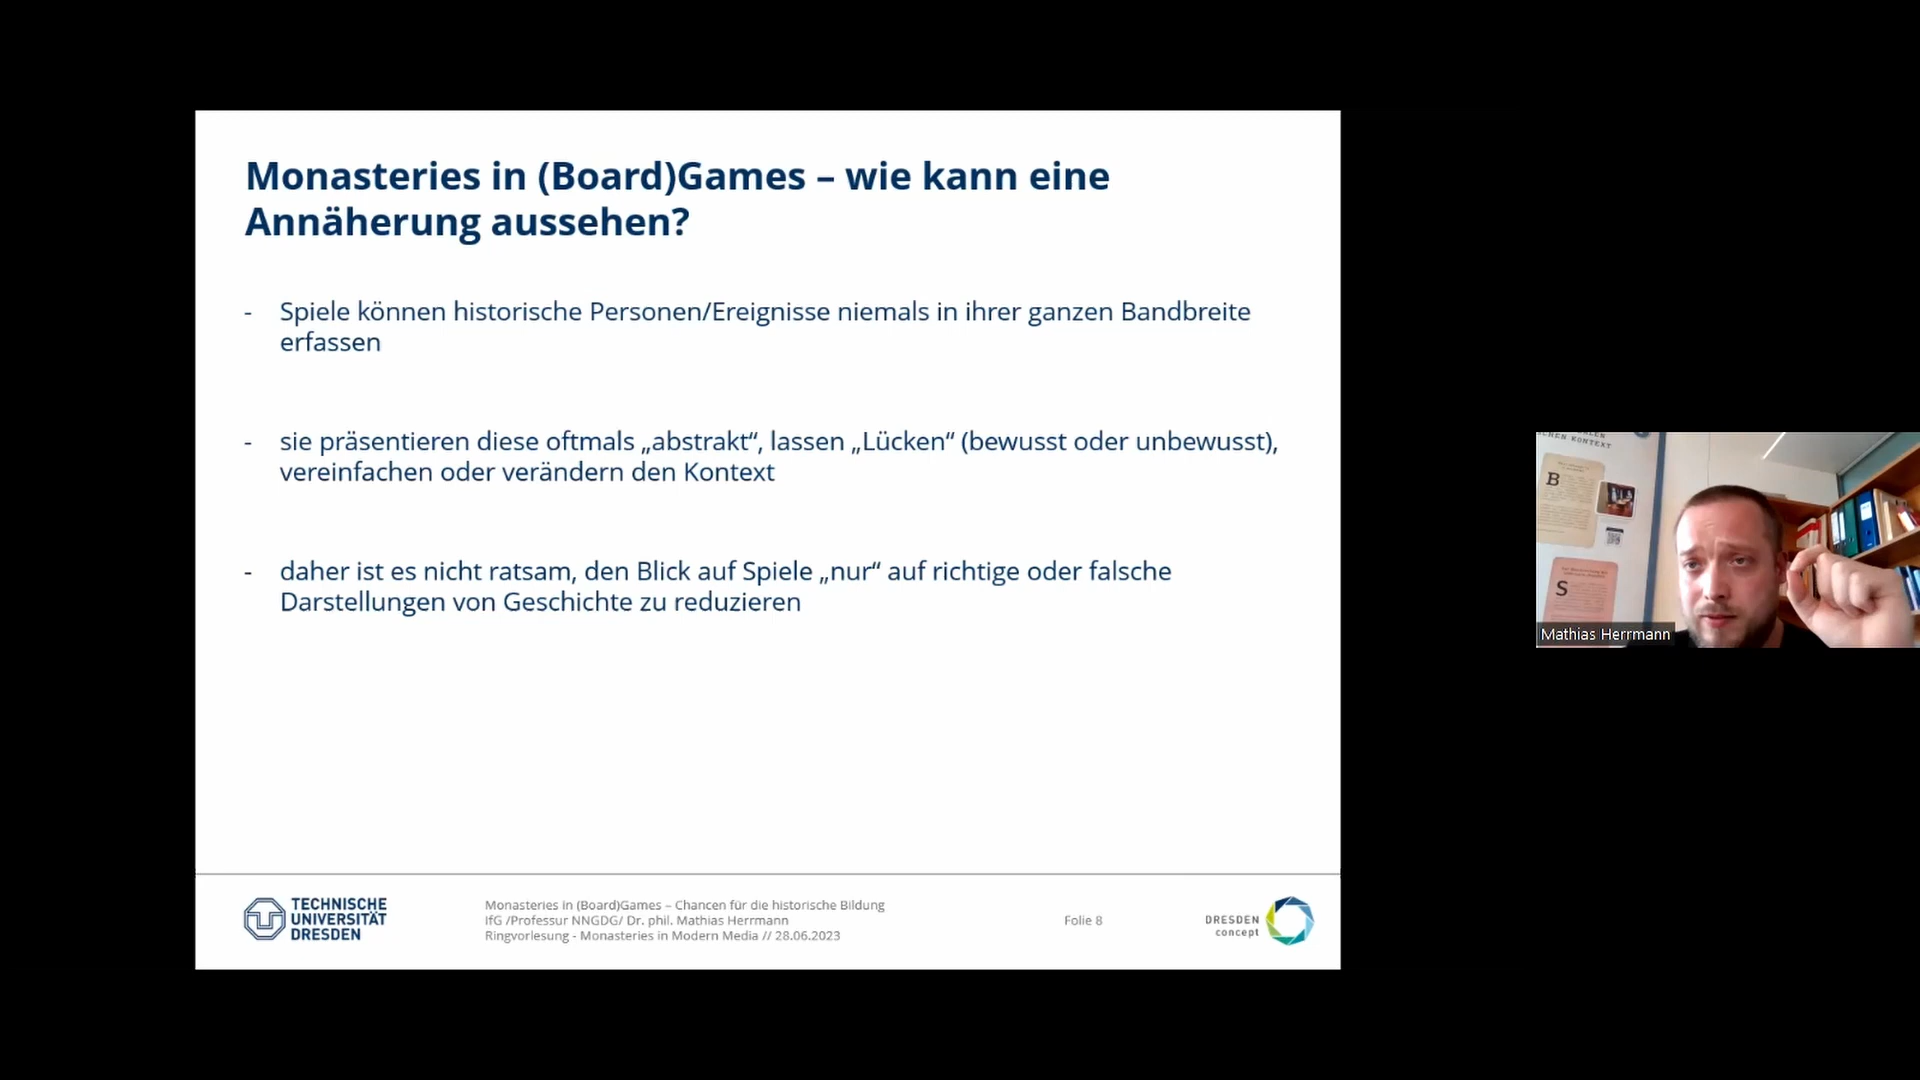 Monasteries in (Board)Games – wie kann eine
Annäherung aussehen?
- Spiele können historische Personen/Ereignisse niemals in ihrer ganzen Bandbreite
erfassen
- sie präsentieren diese oftmals „abstrakt“, lassen „Lücken“ (bewusst oder unbewusst),
vereinfachen oder verändern den Kontext
- daher ist es nicht ratsam, den Blick auf Spiele „nur“ auf richtige oder falsche
Darstellungen von Geschichte zu reduzieren
TECHNISCHE
UNIVERSITÄT
DRESDEN
Monasteries in (Board)Games – Chancen für die historische Bildung
IfG /Professur NNGDG/ Dr. phil. Mathias Herrmann
Ringvorlesung - Monasteries in Modern Media // 28.06.2023
Folie 8
DRESDEN
concept
KONTEXT
B
S
Mathias Herrmann